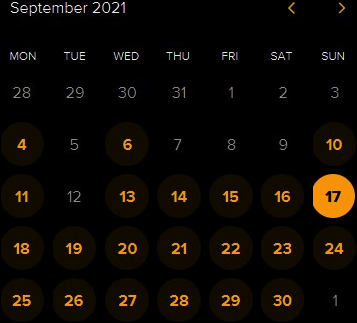 September 2021 < >
MON TUE WED THU FRI SAT SUN
28 29 30 31 1 2 3
4 5 6 7 8 9 10
11 12 13 14 15 16 17
18 19 20 21 22 23 24
25 26 27 28 29 30 1